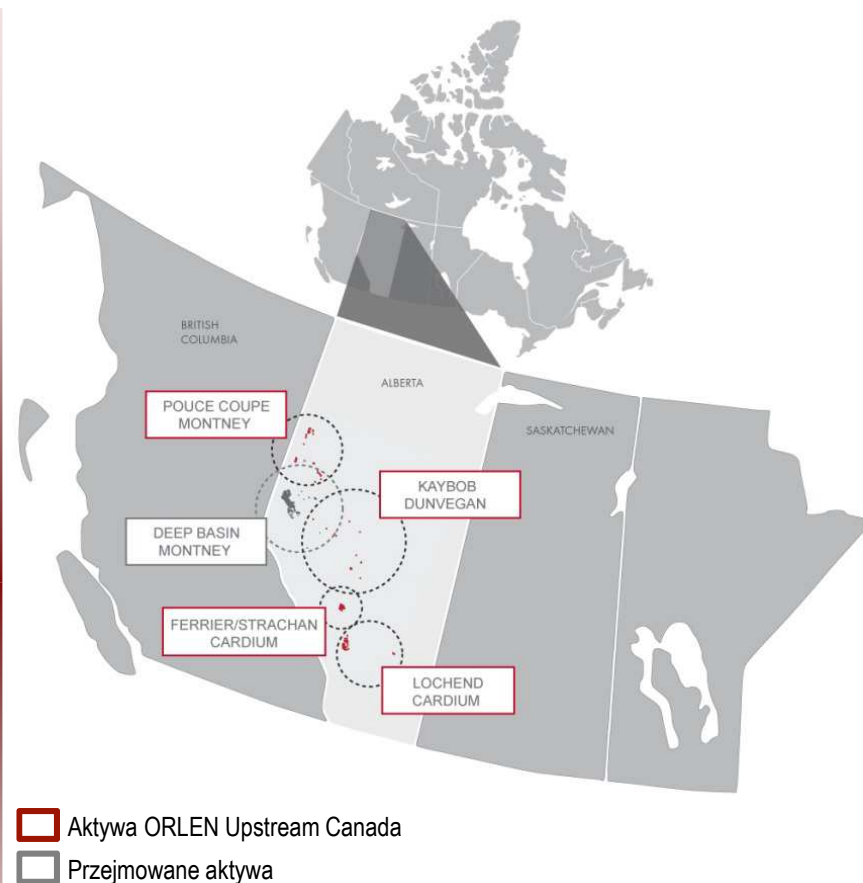 BRITISH
COLUMBIA
ALBERTA
SASKATCHEWAN
POUCE COUPE
MONTNEY
KAYBOB
DUNVEGAN
DEEP BASIN
MONTNEY
FERRIER/STRACHAN
CARDIUM
LOCHEND
CARDIUM
Aktywa ORLEN Upstream Canada
Przejmowane aktywa